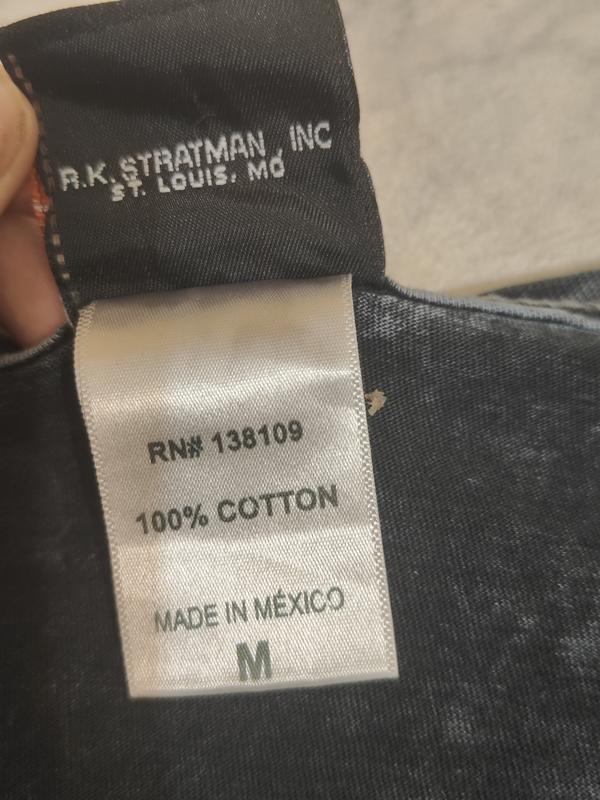 R.K. STRATMAN, INC
ST. LOUIS, MO
RN# 138109
100% COTTON
MADE IN MÉXICO
M